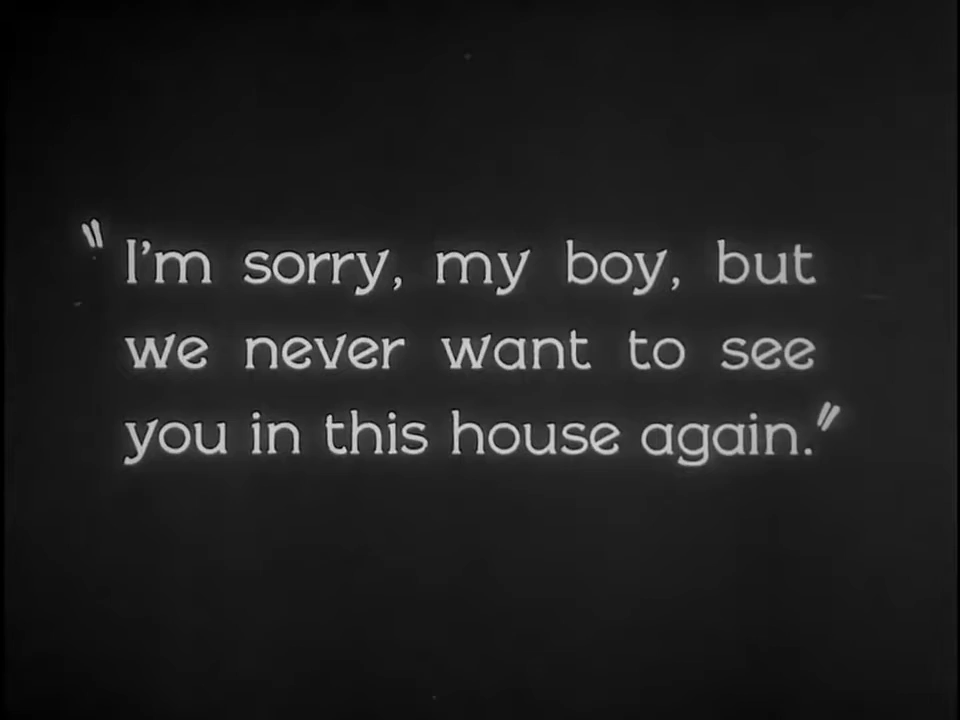 "I'm sorry, my boy, but
we never want to see
you in this house again."